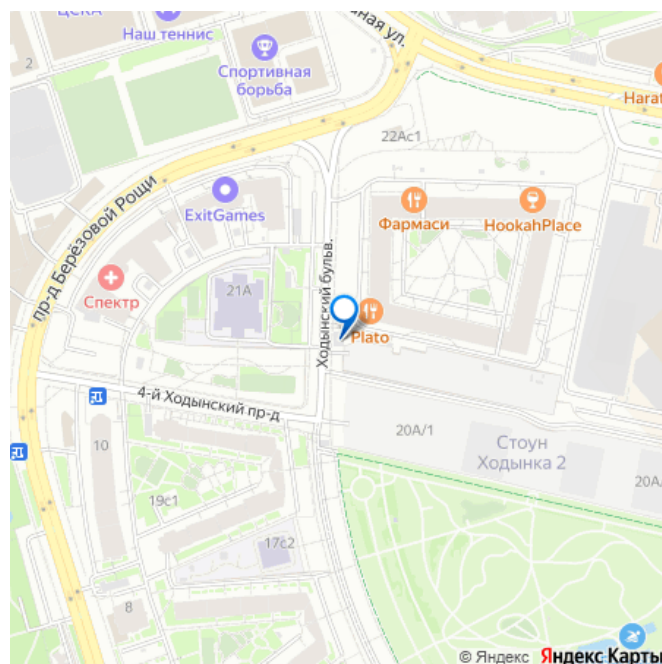 ЦСКА
Наш теннис
2
Спортивная
борьба
ная ул.
Harat
22Ас1
пр-д Берёзовой Рощи
ExitGames
Фармаси
HookahPlace
Ходынский бульв.
Спектр
21А
Plato
4-й Ходынский пр-д
20А/1
Стоун
Ходынка 2
20А/
10
19с1
17с2
8
© Яндекс Яндекс Карты